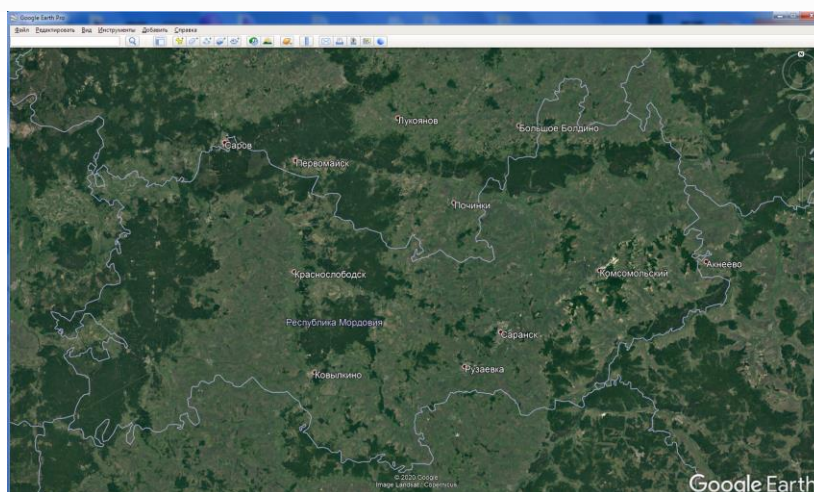 Google Earth Pro
Файл Редактировать Вид Инструменты Добавить Справка
N
Лукоянов
Большое Болдино
Саров
Первомайск
Починки
Ахнеево
Краснослободск
Комсомольский
Республика Мордовия
Саранск
Рузаевка
Ковылкино
© 2020 Google
Image Landsat / Copernicus
Google Earth